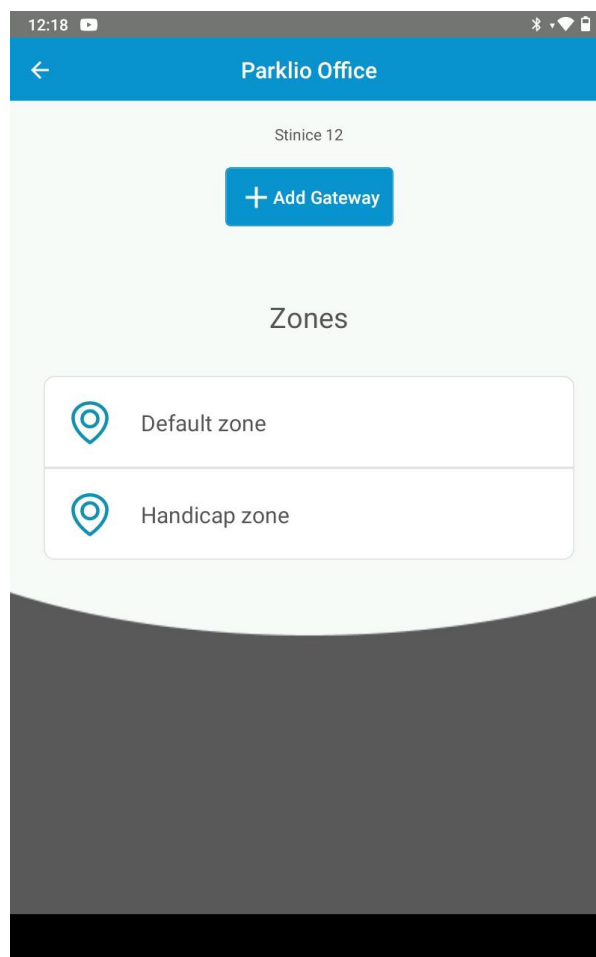 12:18
Parklio Office
Stinice 12
+ Add Gateway
Zones
Default zone
Handicap zone